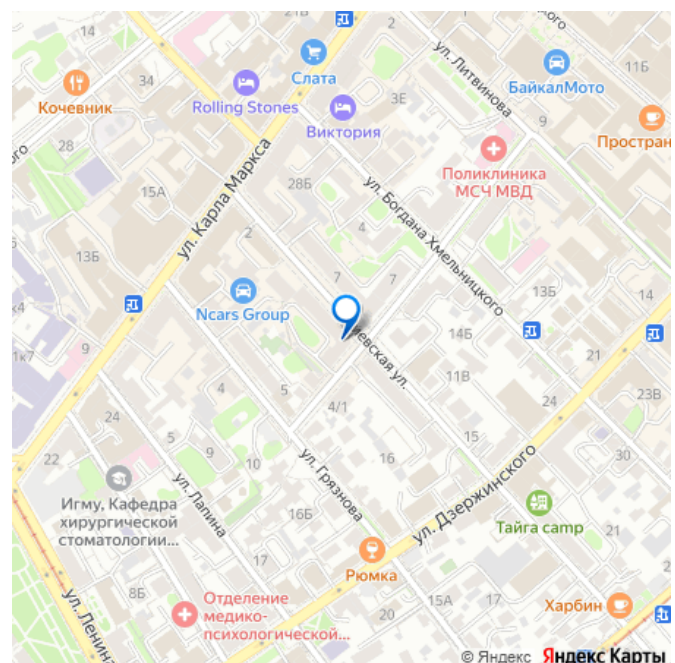 21Б
11Б
14
34
Слата
ул. Литвинова
БайкалМото
Кочевник
Rolling Stones
3Е
9
Виктория
Простран
28
ул. Карла Маркса
Поликлиника
МСЧ МВД
15А
28Б
ул. Богдана Хмельницкого
4
2
13Б
7
7
13Б
14
Ncars Group
14Б
21
1к7
9
иевская ул.
11В
23В
4
5
4/1
24
24
15
5
9
10
16
30
22
ул. Грязнова
ул. Дзержинского
Игму, Кафедра
хирургической
стоматологии...
ул. Лапина
16Б
Тайга camp
21
17
Рюмка
8Б
Отделение
медико-
психологической...
15А
17
Харбин
20
ул. Ленина
© Яндекс Яндекс Карты